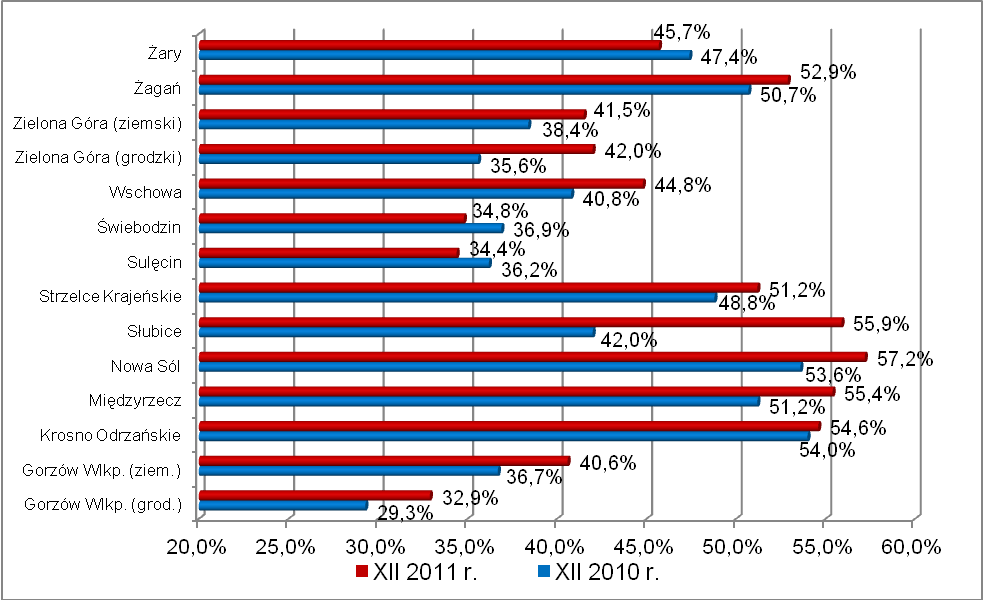 Żary 45,7% 47,4%
Żagań 52,9% 50,7%
Zielona Góra (ziemski) 41,5% 38,4%
Zielona Góra (grodzki) 42,0% 35,6%
Wschowa 44,8% 40,8%
Świebodzin 34,8% 36,9%
Sulęcin 34,4% 36,2%
Strzelce Krajeńskie 51,2% 48,8%
Słubice 55,9% 42,0%
Nowa Sól 57,2% 53,6%
Międzyrzecz 55,4% 51,2%
Krosno Odrzańskie 54,6% 54,0%
Gorzów Wlkp. (ziem.) 40,6% 36,7%
Gorzów Wlkp. (grod.) 32,9% 29,3%
20,0% 25,0% 30,0% 35,0% 40,0% 45,0% 50,0% 55,0% 60,0%
XII 2011 r. XII 2010 r.